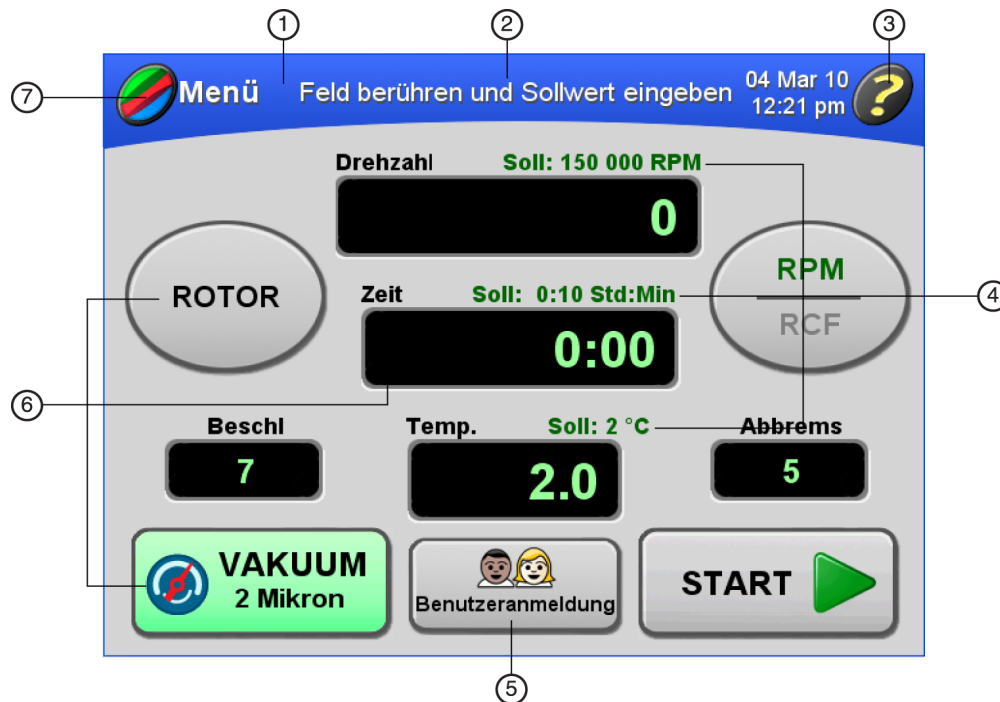 1
2
3
7
Menü
Feld berühren und Sollwert eingeben
04 Mar 10
12:21 pm
?
Drehzahl
Soll: 150 000 RPM
0
ROTOR
RPM
RCF
Zeit
Soll: 0:10 Std:Min
4
0:00
6
Beschl
7
Temp.
Soll: 2 °C
2.0
Abbrems
5
VAKUUM
2 Mikron
Benutzeranmeldung
START
5